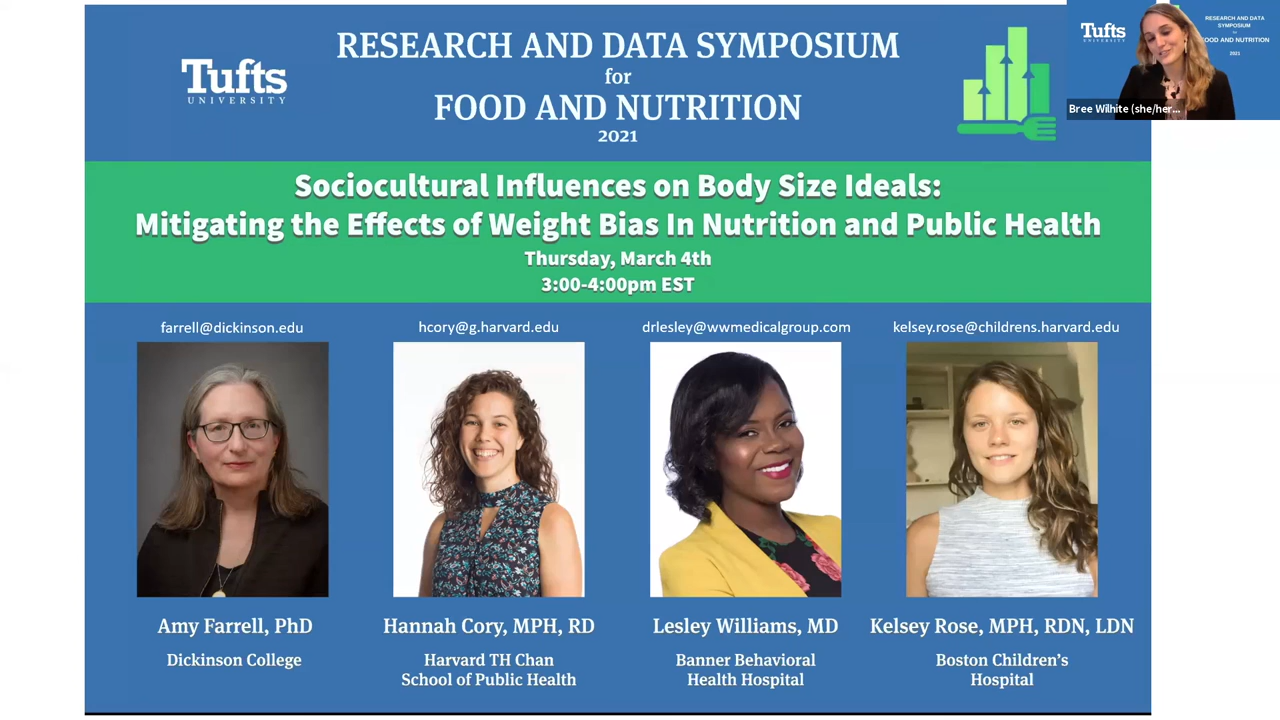 Tufts
UNIVERSITY
RESEARCH AND DATA SYMPOSIUM
for
FOOD AND NUTRITION
2021
Tufts
UNIVERSITY
RESEARCH AND DATA
SYMPOSIUM
FOOD AND NUTRITION
2021
Bree Wilhite (she/her...
Sociocultural Influences on Body Size Ideals:
Mitigating the Effects of Weight Bias In Nutrition and Public Health
Thursday, March 4th
3:00-4:00pm EST
farrell@dickinson.edu
hcory@g.harvard.edu
drlesley@wwmedicalgroup.com
kelsey.rose@childrens.harvard.edu
Amy Farrell, PhD
Dickinson College
Hannah Cory, MPH, RD
Harvard TH Chan
School of Public Health
Lesley Williams, MD
Banner Behavioral
Health Hospital
Kelsey Rose, MPH, RDN, LDN
Boston Children's
Hospital